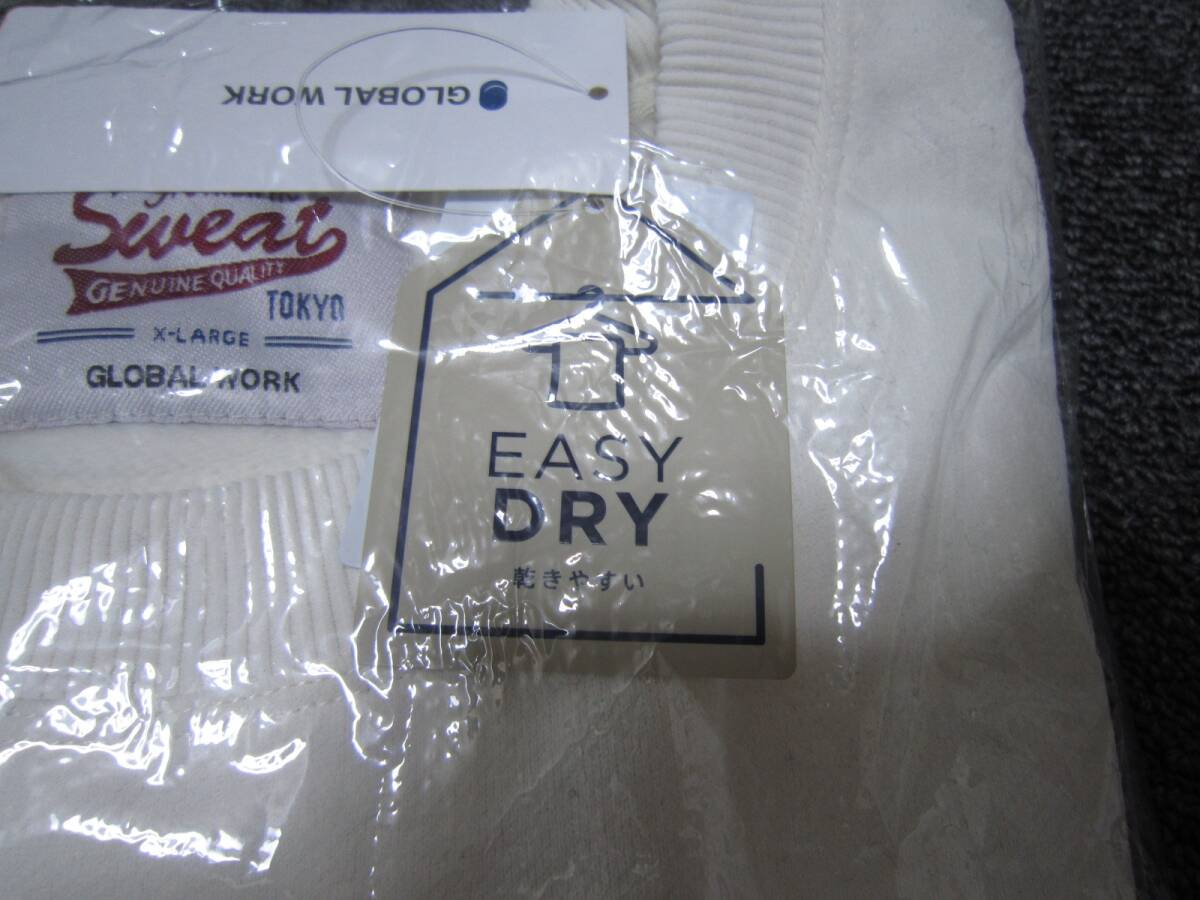 GLOBAL WORK
Sweat
GENUINE QUALITY
TOKYO
X-LARGE
GLOBAL WORK
EASY
DRY
乾きやすい